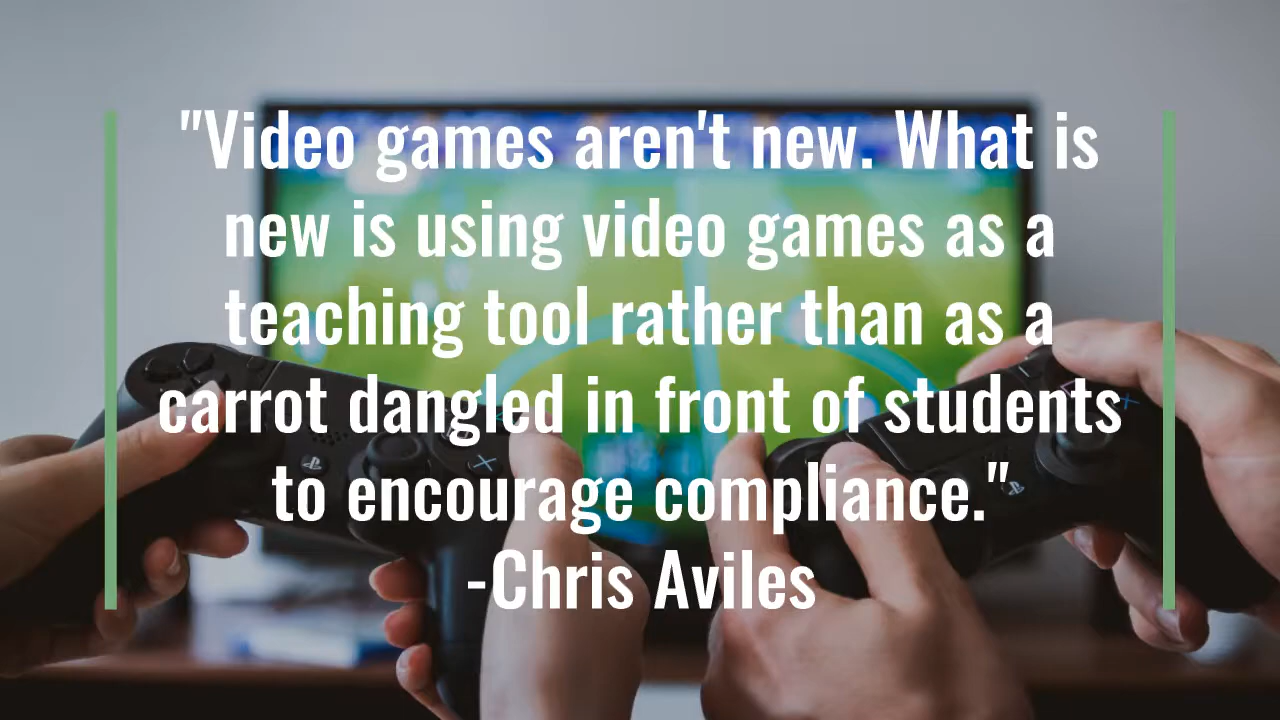 "Video games aren't new. What is
new is using video games as a
teaching tool rather than as a
carrot dangled in front of students
to encourage compliance."
-Chris Aviles